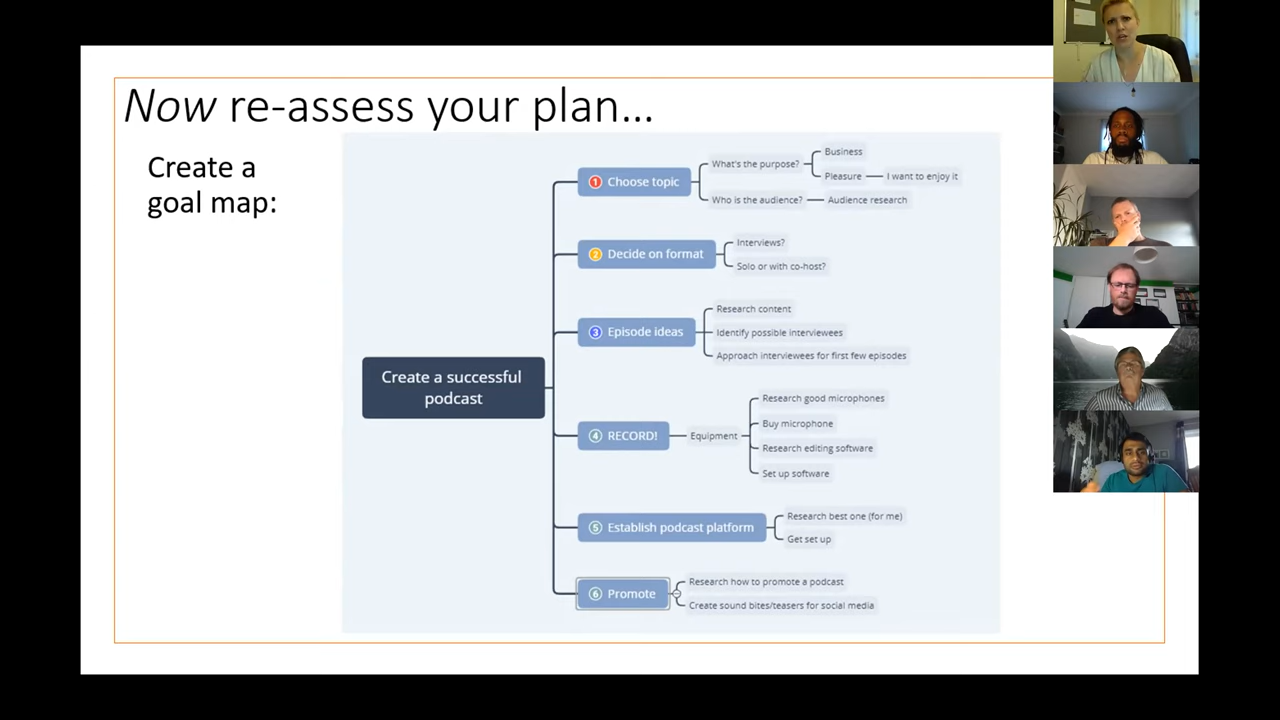 Now re-assess your plan...
Create a
goal map:
Create a successful
podcast
1 Choose topic
What's the purpose?
Business
Pleasure
I want to enjoy it
Who is the audience?
Audience research
2 Decide on format
Interviews?
Solo or with co-host?
3 Episode ideas
Research content
Identify possible interviewees
Approach interviewees for first few episodes
4 RECORD!
Equipment
Research good microphones
Buy microphone
Research editing software
Set up software
5 Establish podcast platform
Research best one (for me)
Get set up
6 Promote
Research how to promote a podcast
Create sound bites/teasers for social media